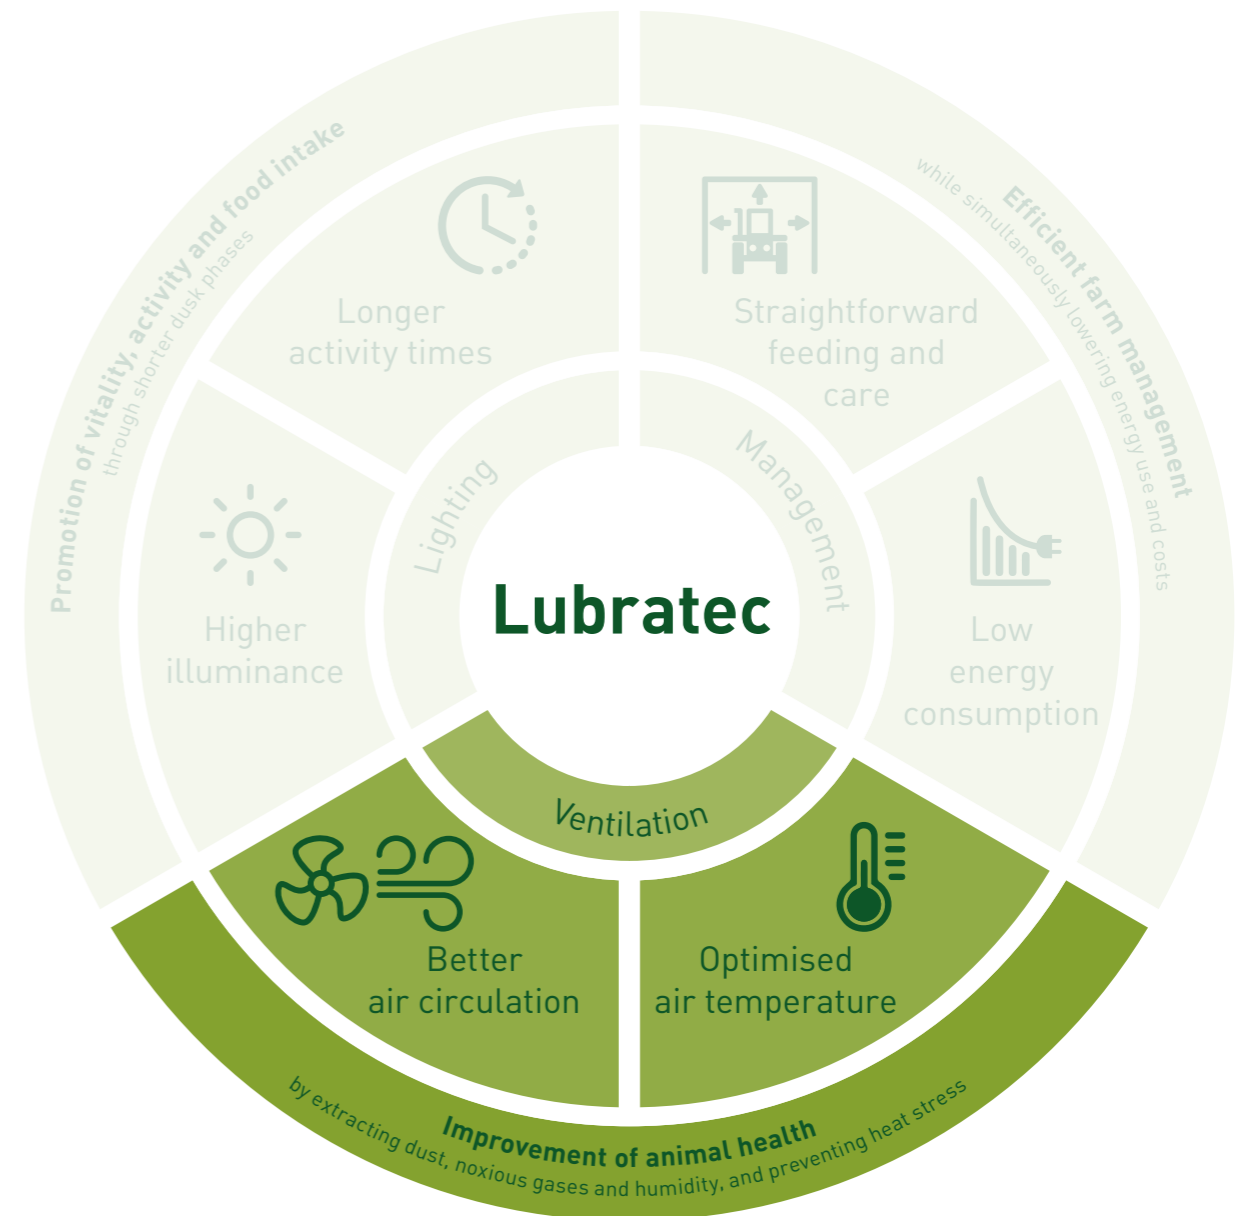 Promotion of vitality, activity and food intake
through shorter dusk phases
Efficient farm management
while simultaneously lowering energy use and costs
Longer
activity times
Straightforward
feeding and
care
Lighting
Management
Higher
illuminance
Lubratec
Low
energy
consumption
Ventilation
Better
air circulation
Optimised
air temperature
Improvement of animal health
by extracting dust, noxious gases and humidity, and preventing heat stress